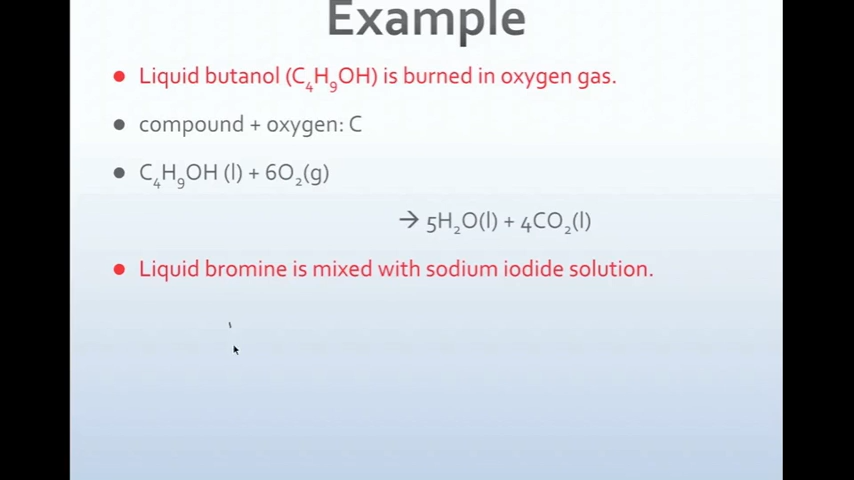 Example
• Liquid butanol (C₄H₉OH) is burned in oxygen gas.
• compound + oxygen: C
• C₄H₉OH (l) + 6O₂(g)
→ 5H₂O(l) + 4CO₂(l)
• Liquid bromine is mixed with sodium iodide solution.